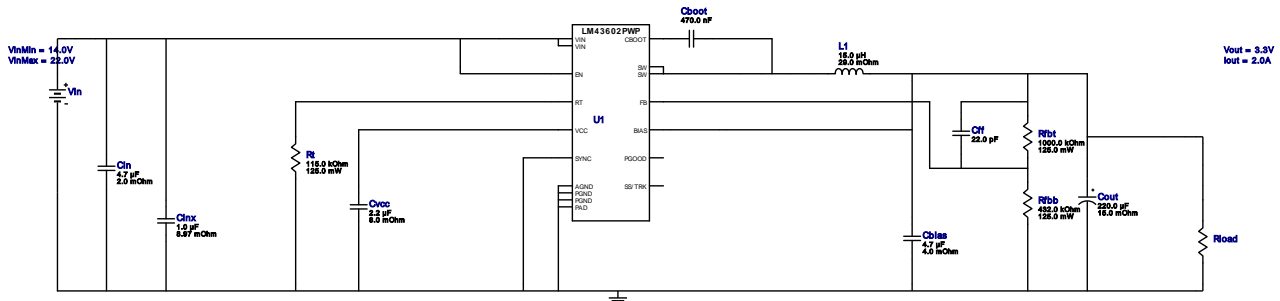 VinMin = 14.0V
VinMax = 22.0V
Vin
Cin
4.7 µF
2.0 mOhm
Cinx
1.0 µF
8.97 mOhm
Rt
115.0 kOhm
125.0 mW
Cvcc
2.2 µF
6.0 mOhm
LM43602PWP
VIN
VIN
EN
RT
VCC
SYNC
AGND
PGND
PGND
PAD
U1
CBOOT
SW
SW
FB
BIAS
PGOOD
SS/TRK
Cboot
470.0 nF
L1
15.0 µH
29.0 mOhm
Cff
22.0 pF
Rfbt
1000.0 kOhm
125.0 mW
Rfbb
432.0 kOhm
125.0 mW
Cbias
4.7 µF
4.0 mOhm
Cout
220.0 µF
15.0 mOhm
Rload
Vout = 3.3V
Iout = 2.0A